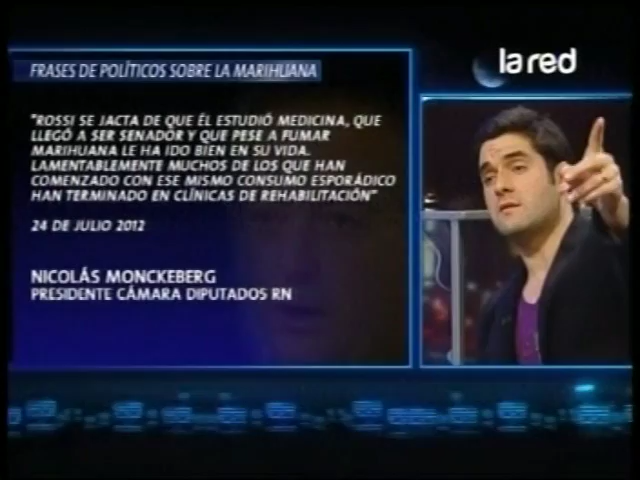 FRASES DE POLÍTICOS SOBRE LA MARIHUANA
la red
"ROSSI SE JACTA DE QUE ÉL ESTUDIÓ MEDICINA, QUE
LLEGÓ A SER SENADOR Y QUE PESE A FUMAR
MARIHUANA LE HA IDO BIEN EN SU VIDA.
LAMENTABLEMENTE MUCHOS DE LOS QUE HAN
COMENZADO CON ESE MISMO CONSUMO ESPORÁDICO
HAN TERMINADO EN CLÍNICAS DE REHABILITACIÓN"
24 DE JULIO 2012
NICOLÁS MONCKEBERG
PRESIDENTE CÁMARA DIPUTADOS RN